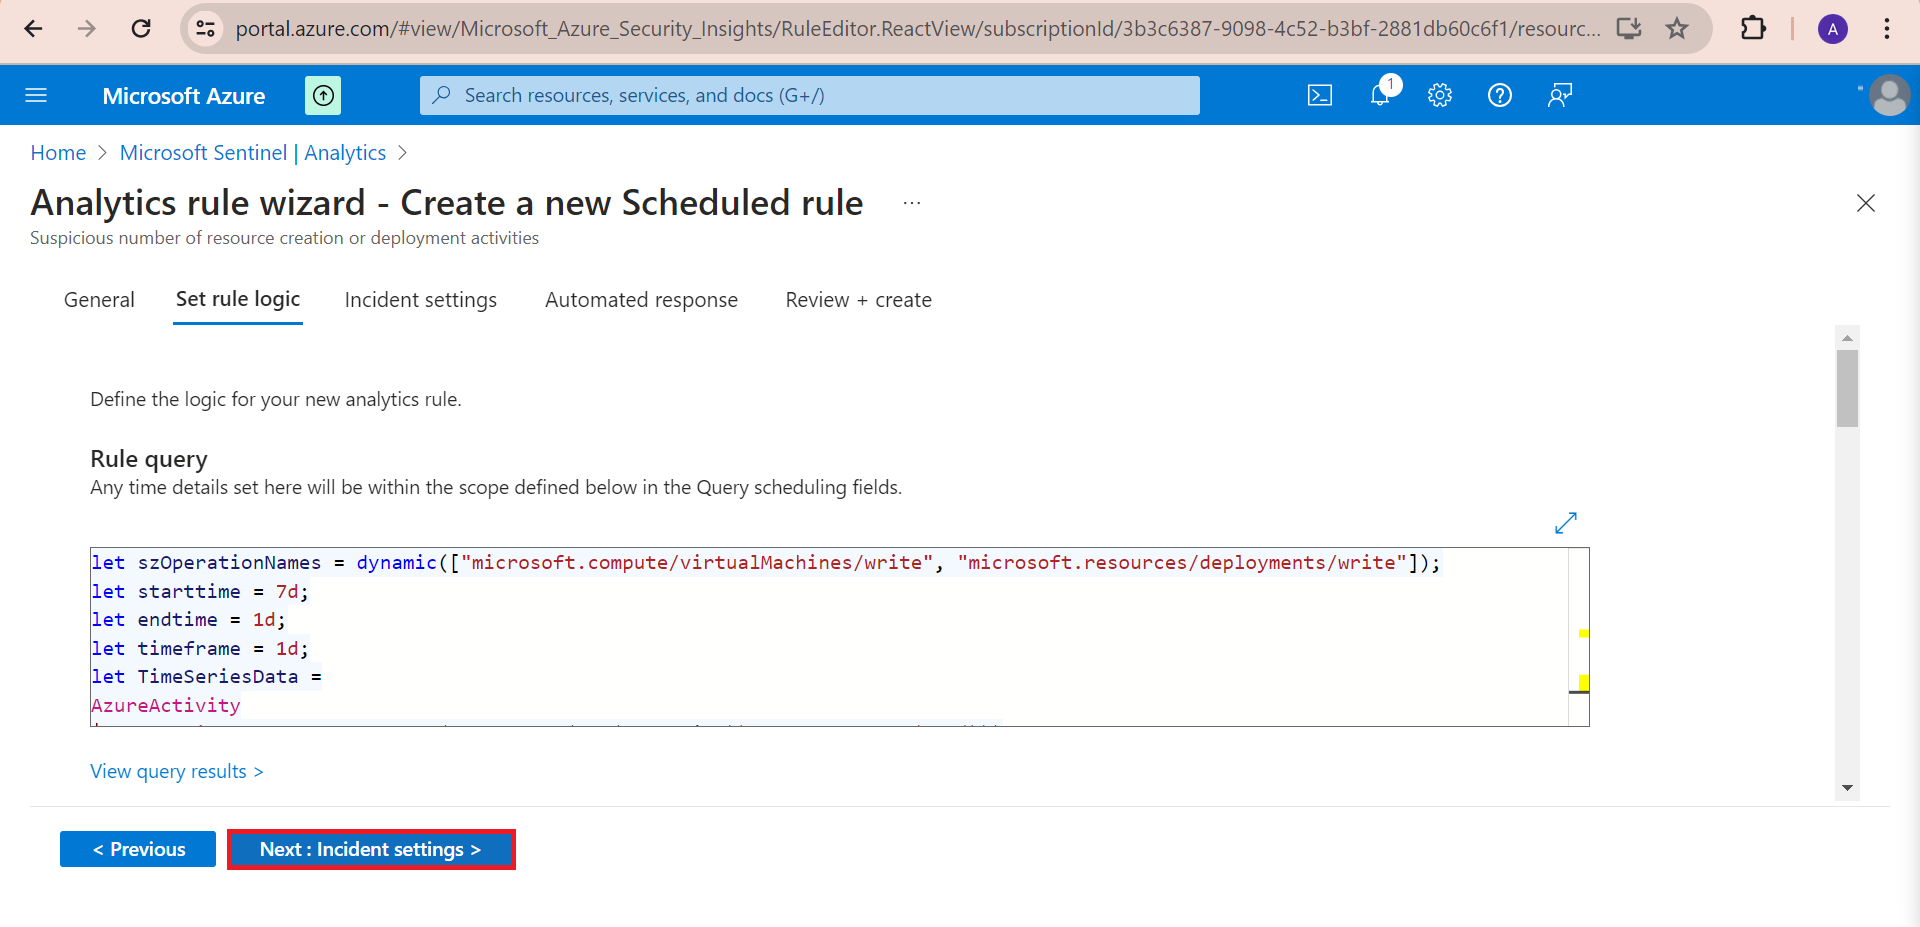 portal.azure.com/#view/Microsoft_Azure_Security_Insights/RuleEditor.ReactView/subscriptionId/3b3c6387-9098-4c52-b3bf-2881db60c6f1/resourc...
A
Microsoft Azure
Search resources, services, and docs (G+/)
1
Home > Microsoft Sentinel | Analytics >
Analytics rule wizard - Create a new Scheduled rule ...
Suspicious number of resource creation or deployment activities
General Set rule logic Incident settings Automated response Review + create
Define the logic for your new analytics rule.
Rule query
Any time details set here will be within the scope defined below in the Query scheduling fields.
let szOperationNames = dynamic(["microsoft.compute/virtualMachines/write", "microsoft.resources/deployments/write"]);
let starttime = 7d;
let endtime = 1d;
let timeframe = 1d;
let TimeSeriesData =
AzureActivity
View query results >
< Previous
Next : Incident settings >